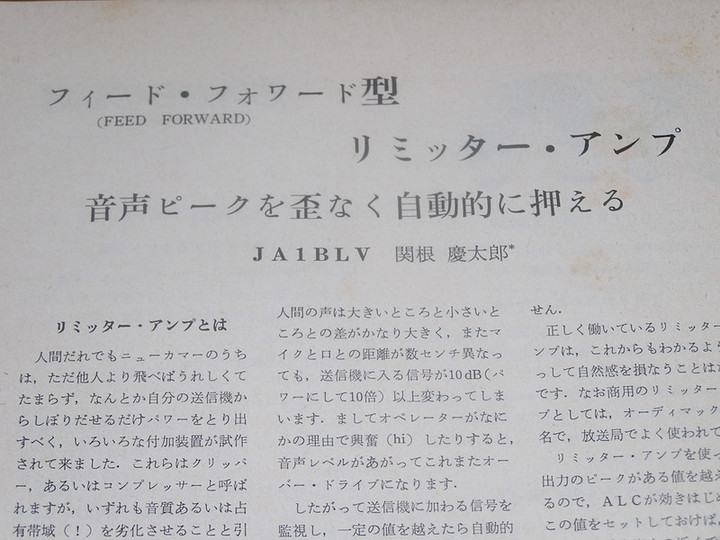 フィード・フォワード型
(FEED FORWARD)
リミッター・アンプ
音声ピークを歪なく自動的に押える
JA1BLV 関根 慶太郎*
リミッター・アンプとは
人間だれでもニューカマーのうち
は，ただ他人より飛べばうれしくて
たまらず，なんとか自分の送信機か
らしぼりだせるだけパワーをとり出
すべく，いろいろな付加装置が試作
されて来ました．これらはクリッパ
ー，あるいはコンプレッサーと呼ば
れますが，いずれも音質あるいは占
有帯域（！）を劣化させることと引
人間の声は大きいところと小さいと
ころとの差がかなり大きく，またマ
イクと口との距離が数センチ異なっ
ても，送信機に入る信号が10dB(パ
ワーにして10倍）以上変わってしま
います．ましてオペレーターがなに
かの理由で興奮（hi）したりすると，
音声レベルがあがってこれまたオー
バー・ドライブになります．
したがって送信機に加わる信号を
監視し，一定の値を越えたら自動的
せん．
正しく働いているリミッター
ンプは，これからもわかるよう
って自然感を損なうことは
です．なお商用のリミッター
プとしては，オーディマック
名で，放送局でよく使われて
リミッター・アンプを使っ
出力のピークがある値を越え
るので，ALCが効きはじめ
この値をセットしておけば，